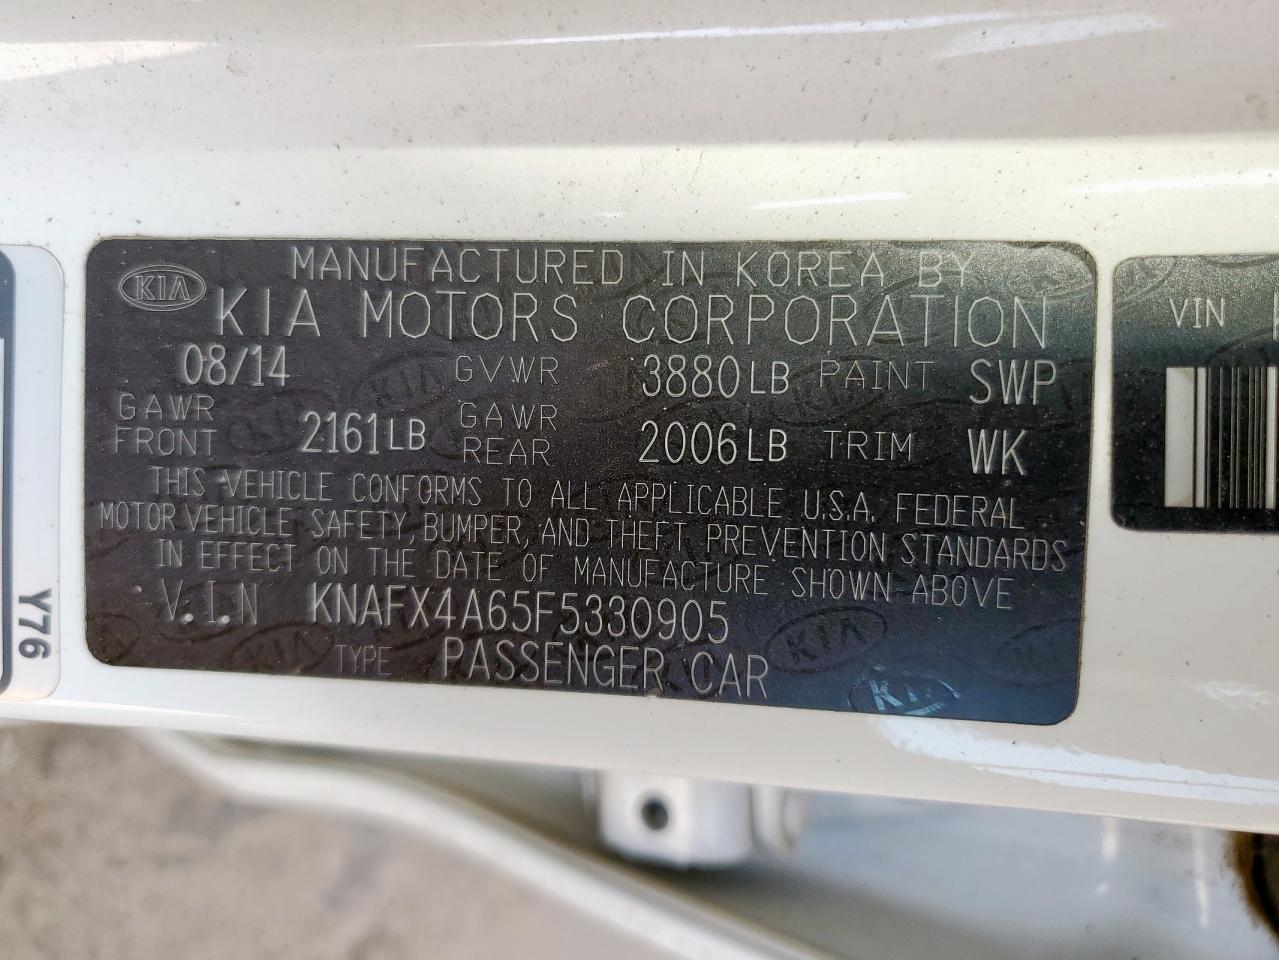 MANUFACTURED IN KOREA BY
KIA
KIA MOTORS CORPORATION
08/14 GVWR 3880LB PAINT SWP
GAWR FRONT 2161LB GAWR REAR 2006LB TRIM WK
THIS VEHICLE CONFORMS TO ALL APPLICABLE U.S.A. FEDERAL
MOTOR VEHICLE SAFETY, BUMPER, AND THEFT PREVENTION STANDARDS
IN EFFECT ON THE DATE OF MANUFACTURE SHOWN ABOVE
V.I.N KNAFX4A65F5330905
TYPE PASSENGER CAR
KIA
KIA
VIN
Y76